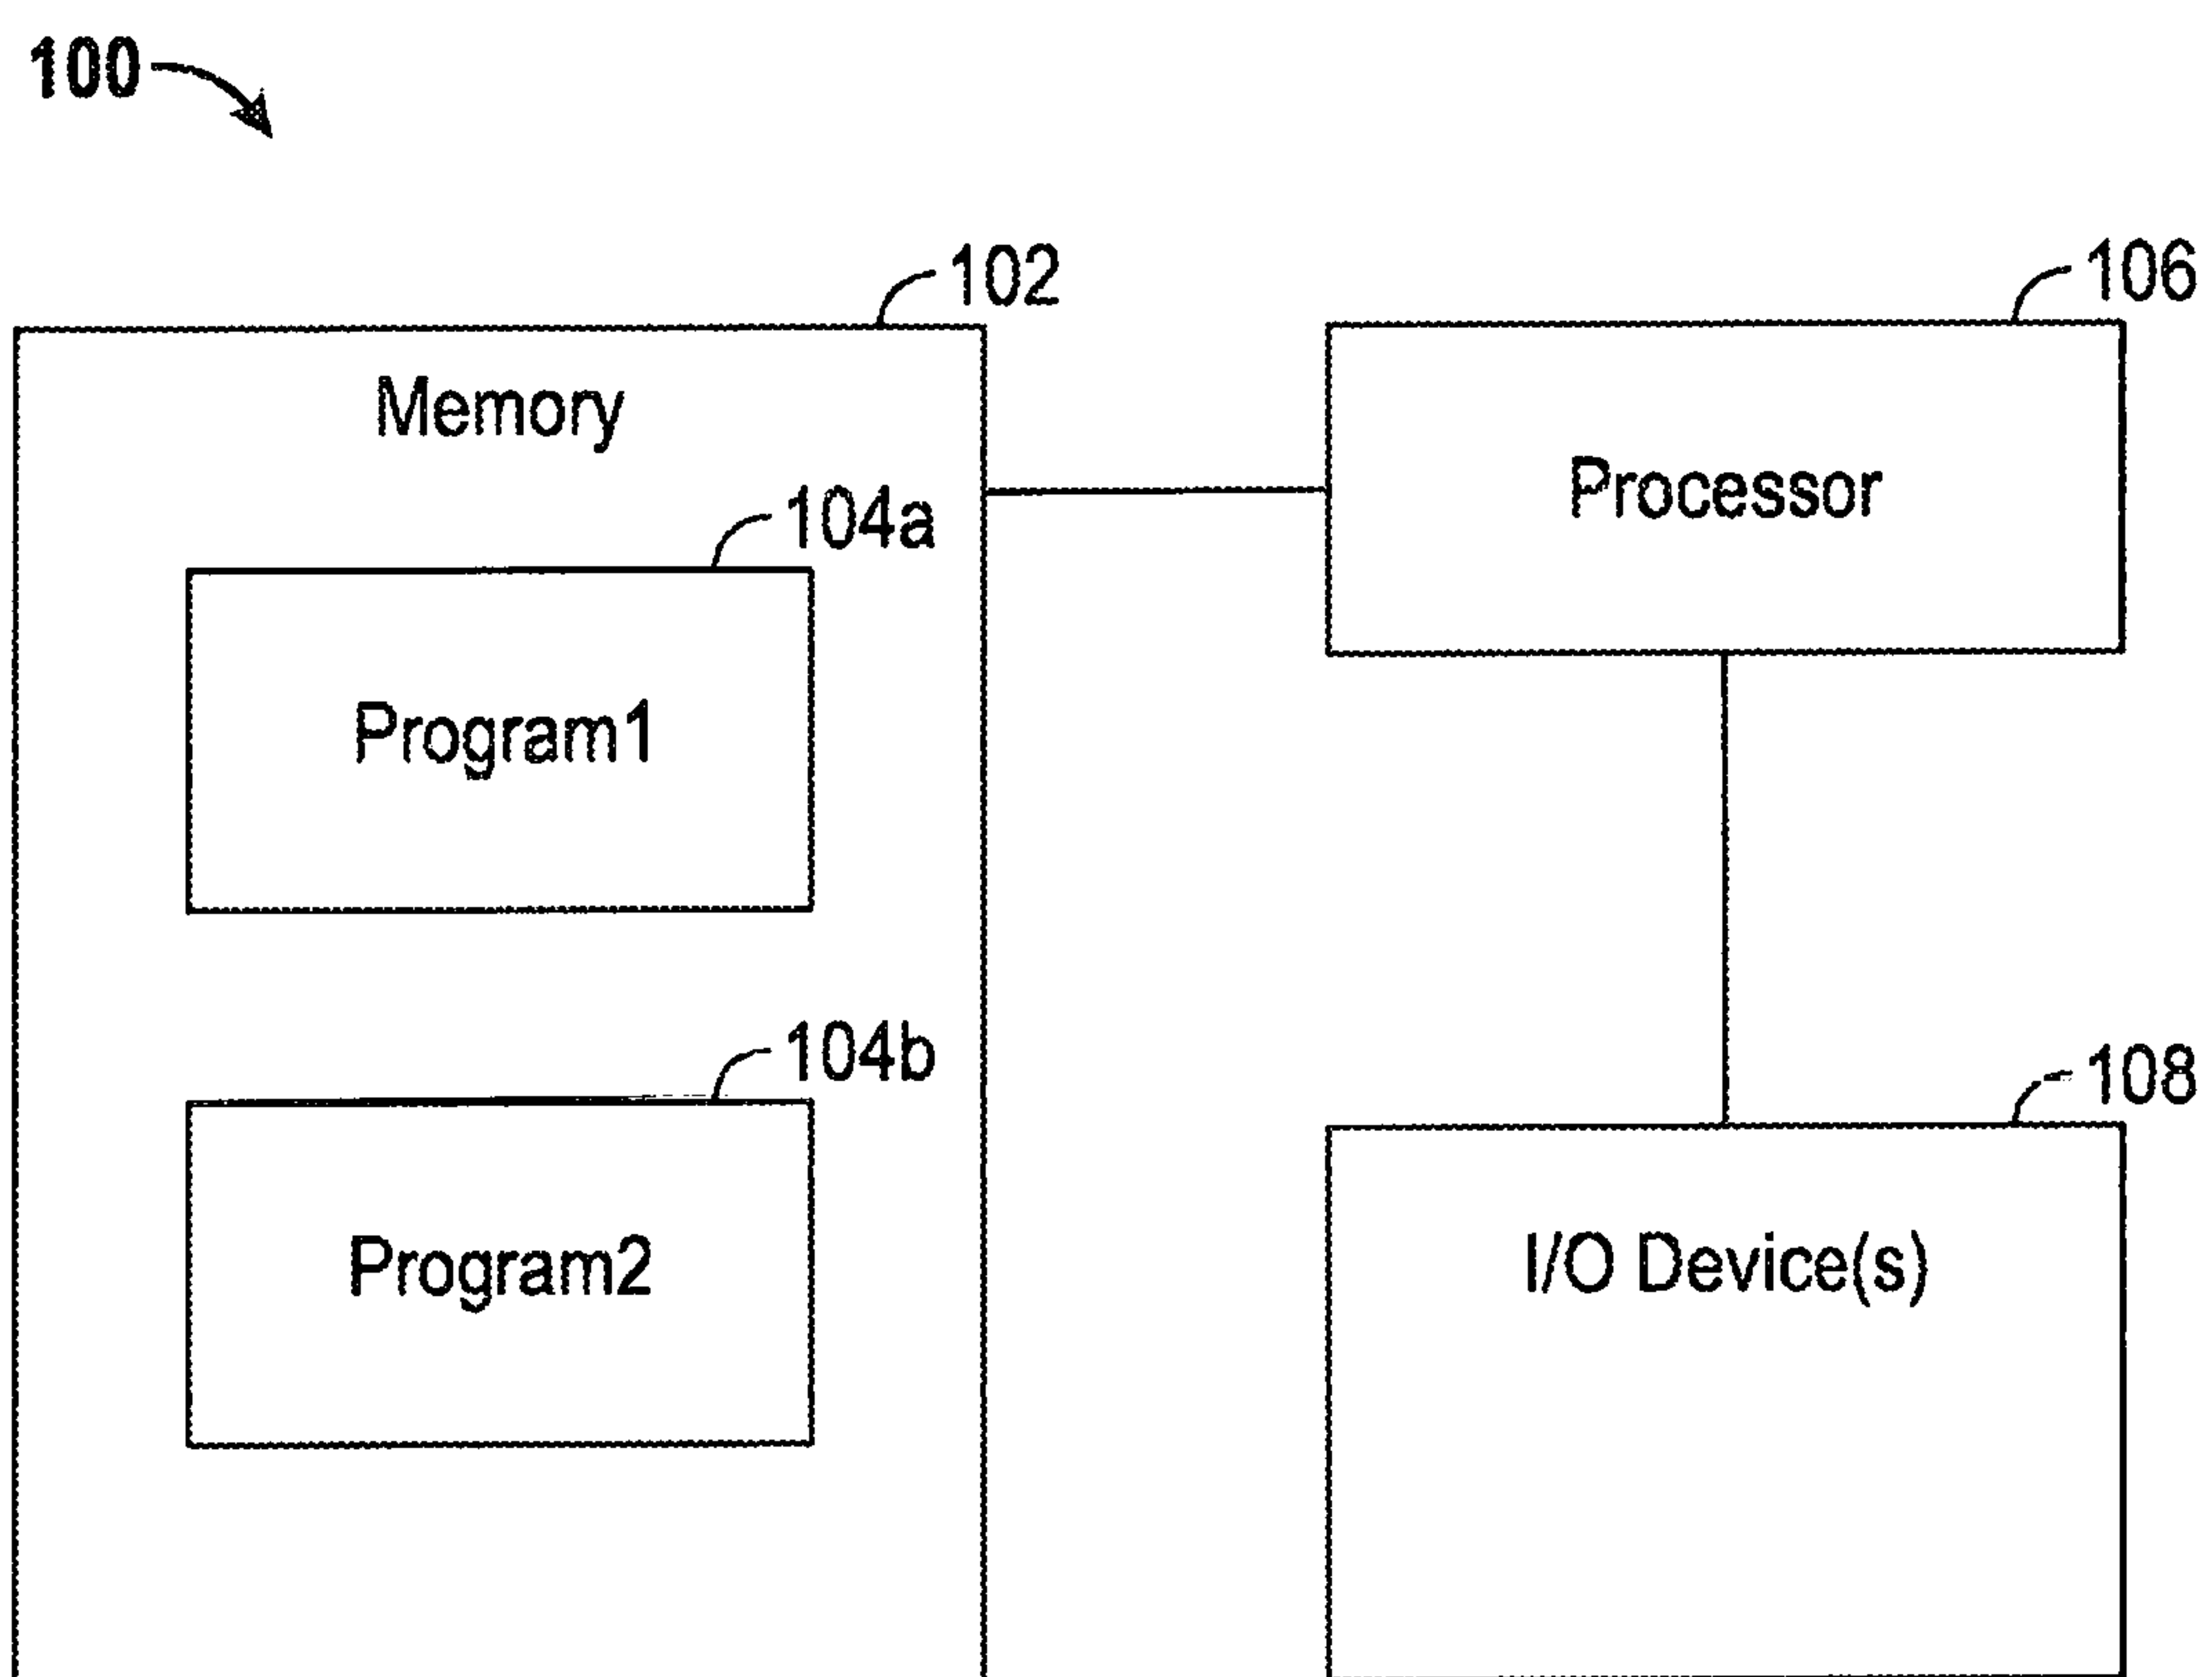 100
102
106
Memory
Processor
104a
Program1
104b
108
Program2
I/O Device(s)